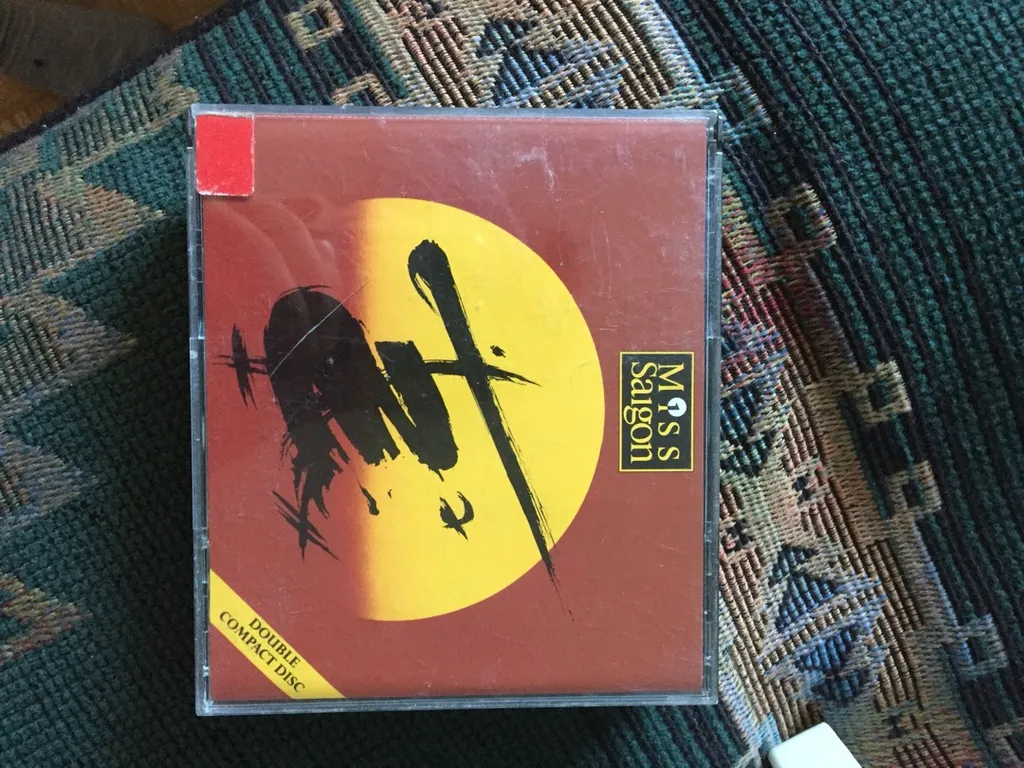 Miss
Saigon
DOUBLE
COMPACT DISC